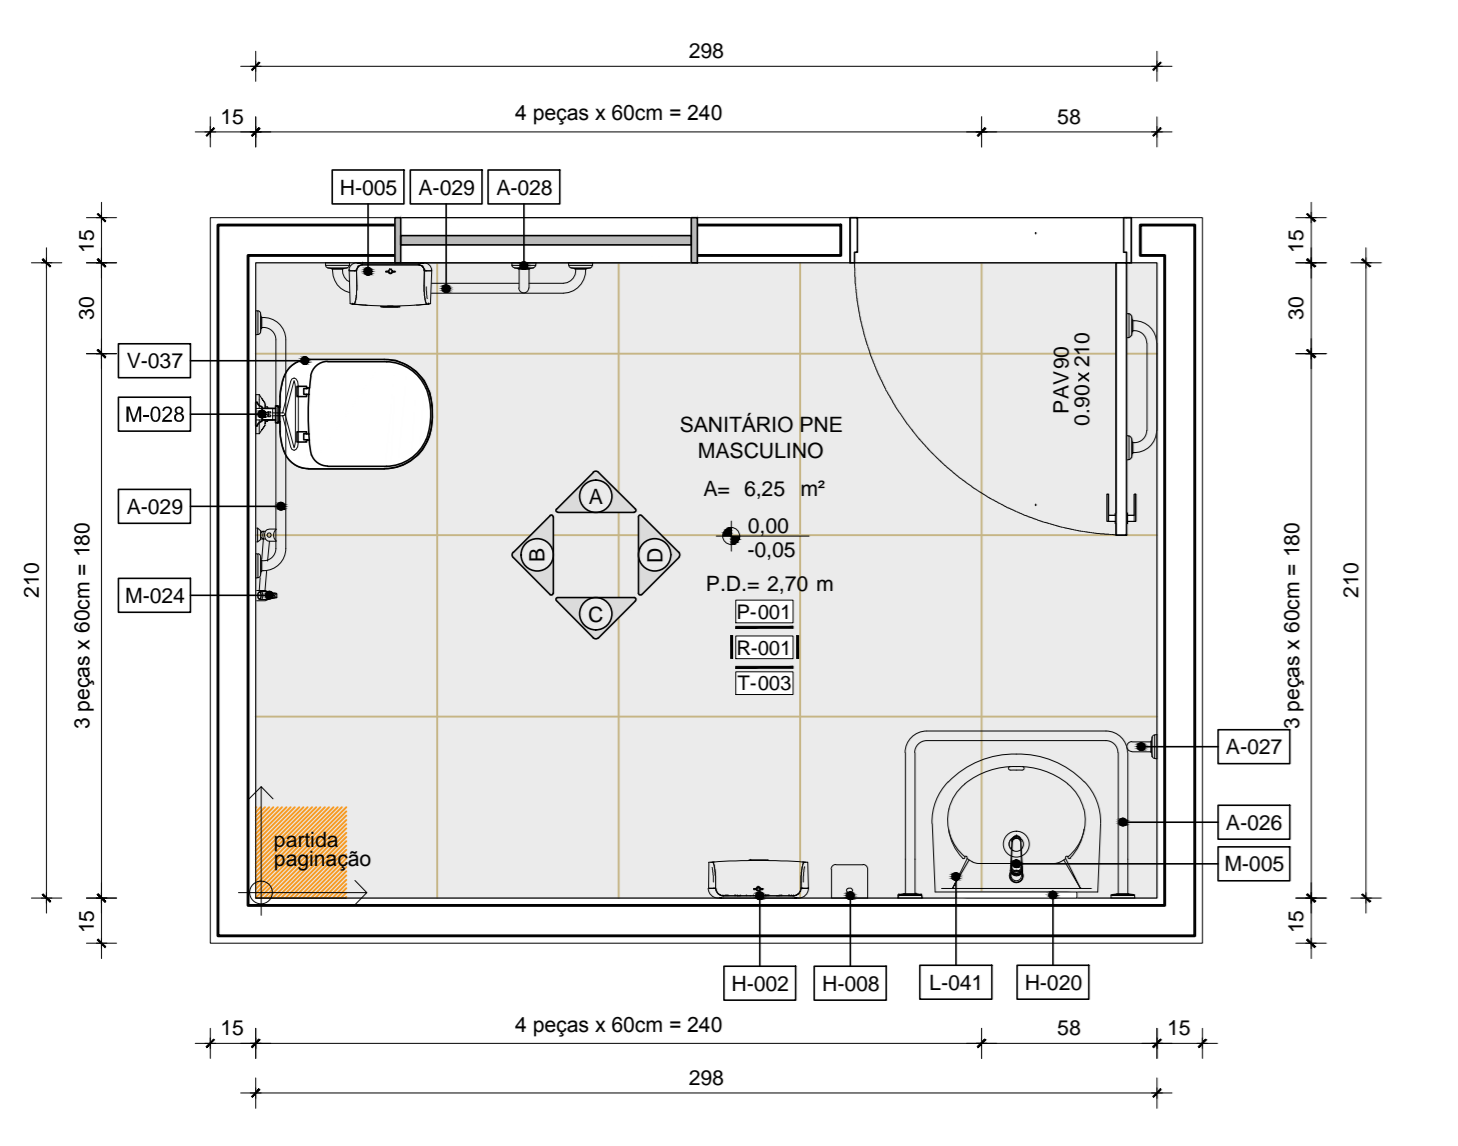 298
15
4 peças x 60cm = 240
58
H-005
A-029
A-028
15
15
30
30
V-037
M-028
A-029
M-024
210
3 peças x 60cm = 180
PAV90
0.90x 210
SANITÁRIO PNE
MASCULINO
A= 6,25 m²
0,00
-0,05
P.D.= 2,70 m
P-001
R-001
T-003
A
B
D
C
3 peças x 60cm = 180
210
A-027
A-026
M-005
partida
paginação
15
15
H-002
H-008
L-041
H-020
15
4 peças x 60cm = 240
58
15
298